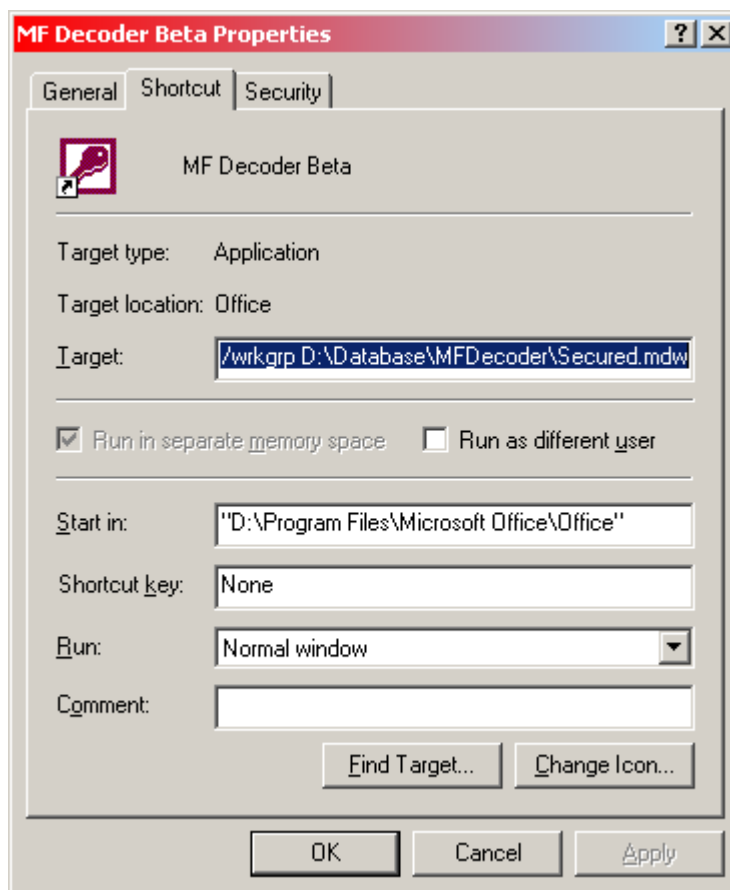 MF Decoder Beta Properties
General Shortcut Security
MF Decoder Beta
Target type: Application
Target location: Office
Target: /wrkgrp D:\Database\MFDecoder\Secured.mdw
Run in separate memory space Run as different user
Start in: "D:\Program Files\Microsoft Office\Office"
Shortcut key: None
Run: Normal window
Comment:
Find Target... Change Icon...
OK Cancel Apply